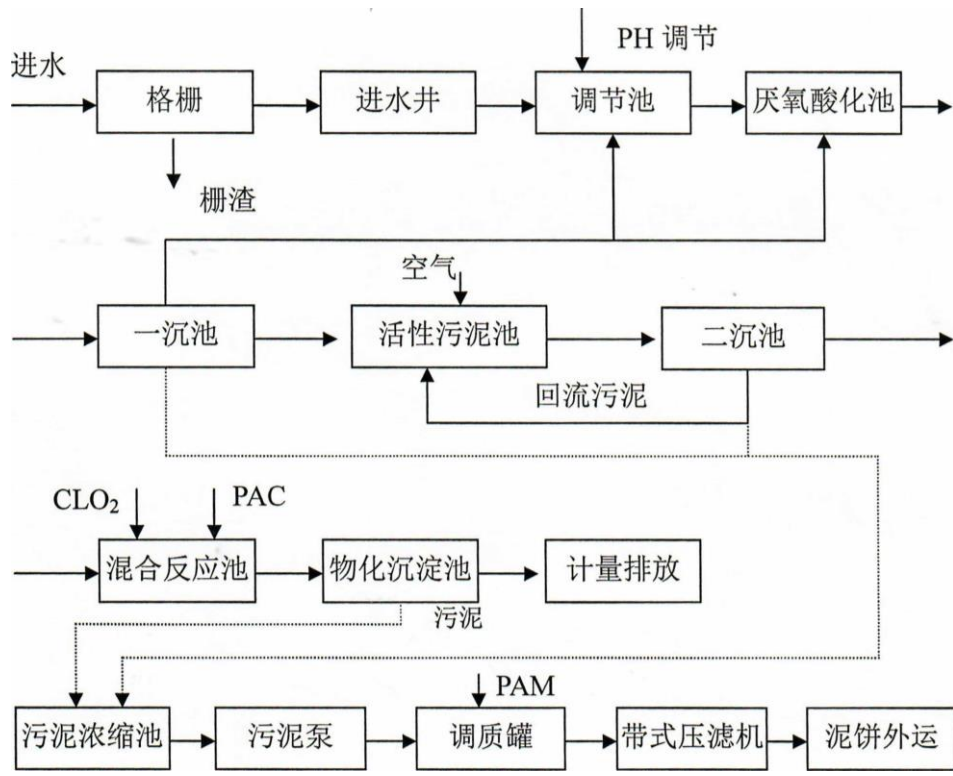 PH 调节
进水
格栅
进水井
调节池
厌氧酸化池
栅渣
空气
一沉池
活性污泥池
二沉池
回流污泥
CLO₂
PAC
混合反应池
物化沉淀池
计量排放
污泥
PAM
污泥浓缩池
污泥泵
调质罐
带式压滤机
泥饼外运